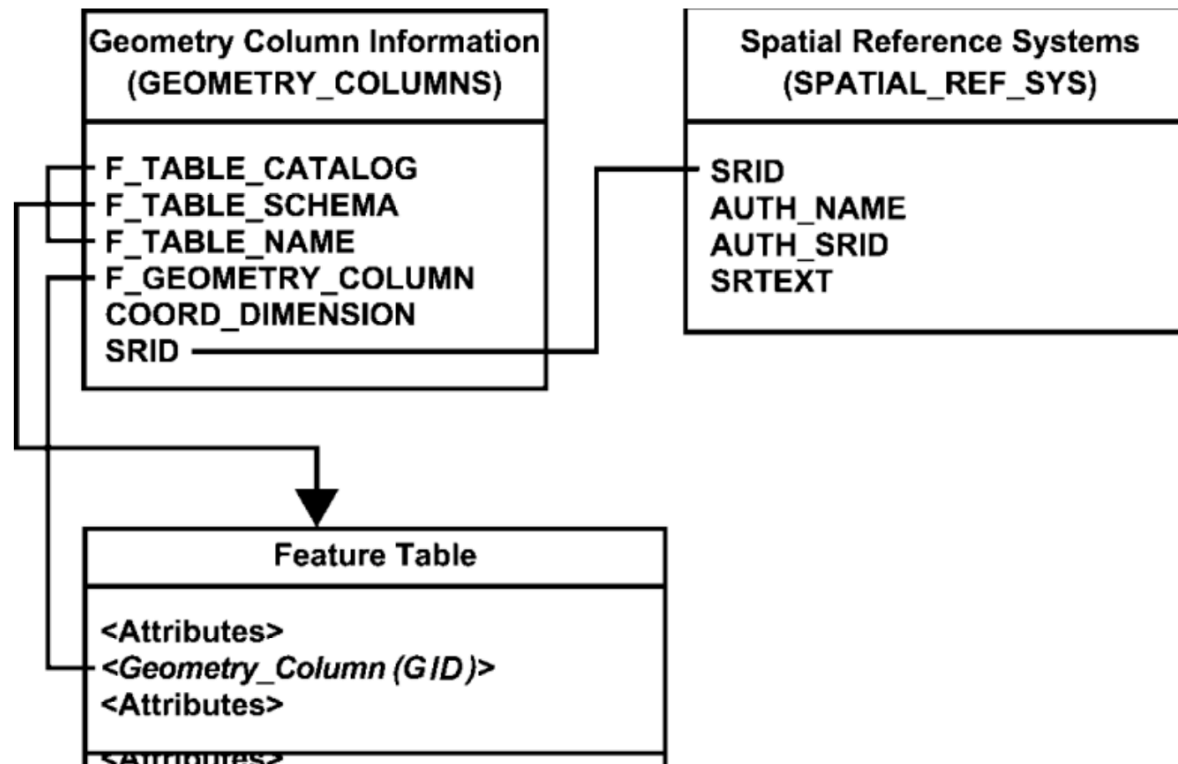 Geometry Column Information
(GEOMETRY_COLUMNS)
F_TABLE_CATALOG
F_TABLE_SCHEMA
F_TABLE_NAME
F_GEOMETRY_COLUMN
COORD_DIMENSION
SRID
Spatial Reference Systems
(SPATIAL_REF_SYS)
SRID
AUTH_NAME
AUTH_SRID
SRTEXT
Feature Table
<Attributes>
<Geometry_Column (GID)>
<Attributes>
<Attributes>